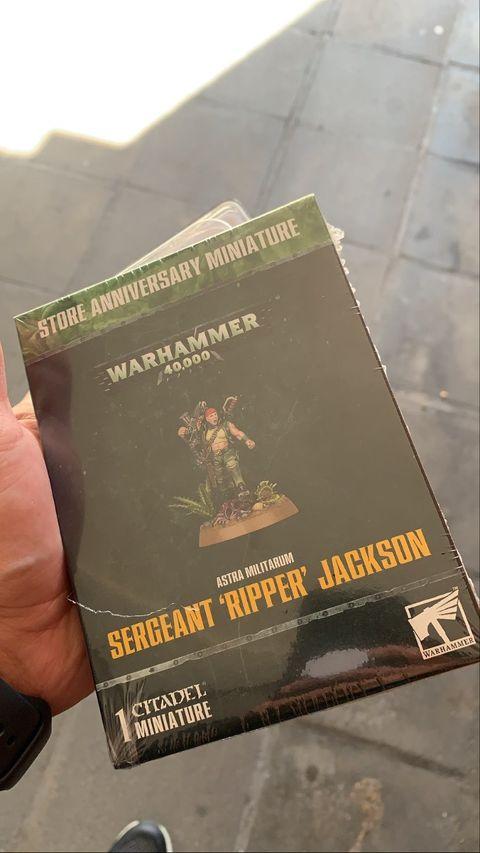 STORE ANNIVERSARY MINIATURE
WARHAMMER
40,000
ASTRA MILITARUM
SERGEANT 'RIPPER' JACKSON
WARHAMMER
1 CITADEL
MINIATURE